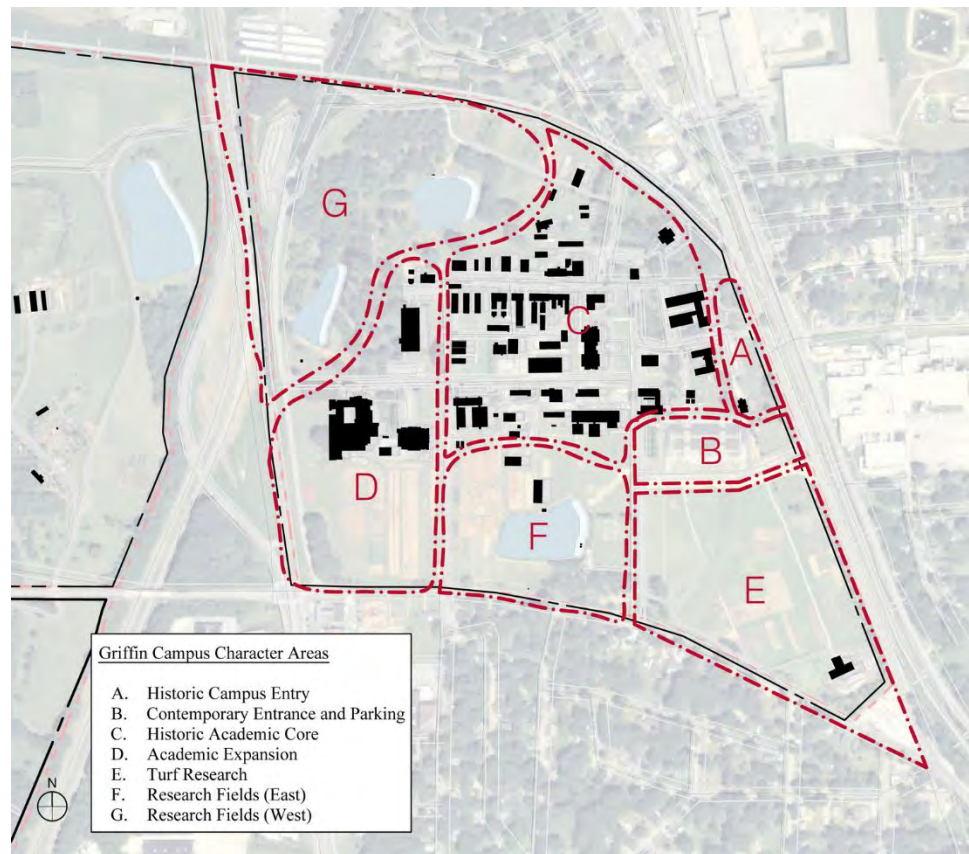 G
C
A
B
D
F
E
Griffin Campus Character Areas
A. Historic Campus Entry
B. Contemporary Entrance and Parking
C. Historic Academic Core
D. Academic Expansion
E. Turf Research
F. Research Fields (East)
G. Research Fields (West)
N